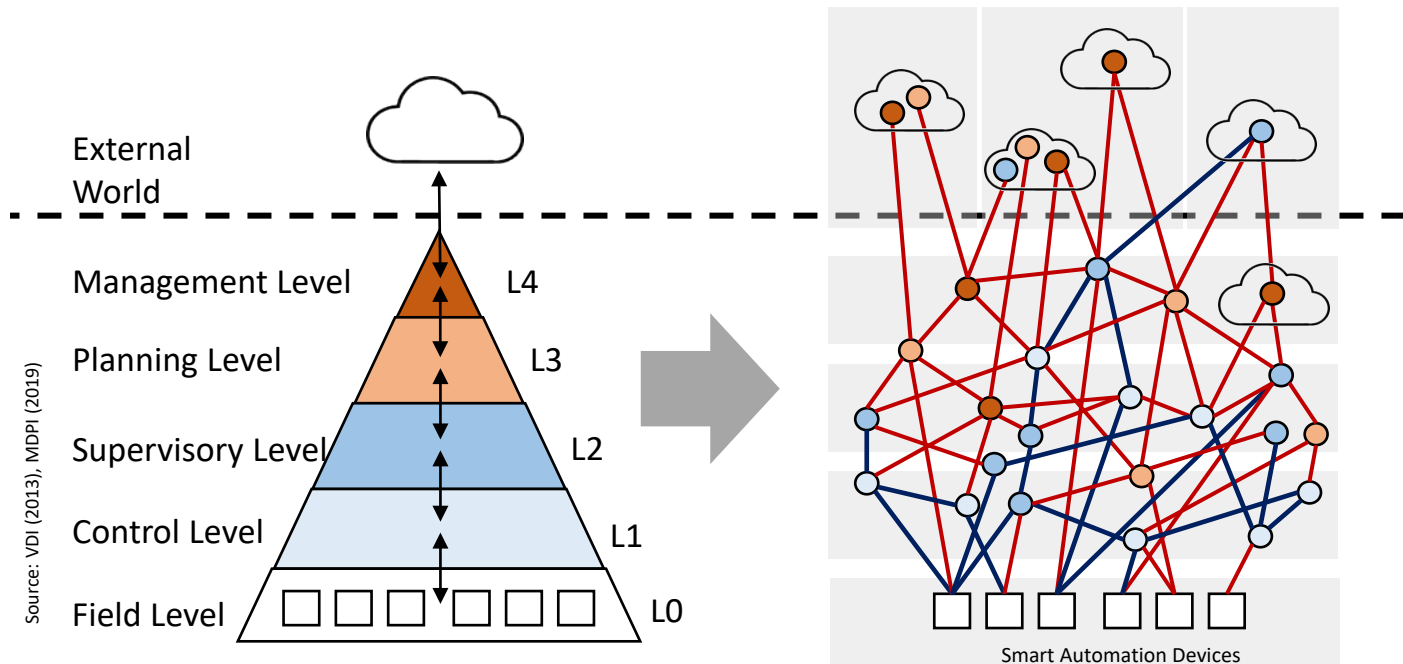 External
World
Management Level
L4
Planning Level
L3
Supervisory Level
L2
Control Level
L1
Field Level
L0
Source: VDI (2013), MDPI (2019)
Smart Automation Devices